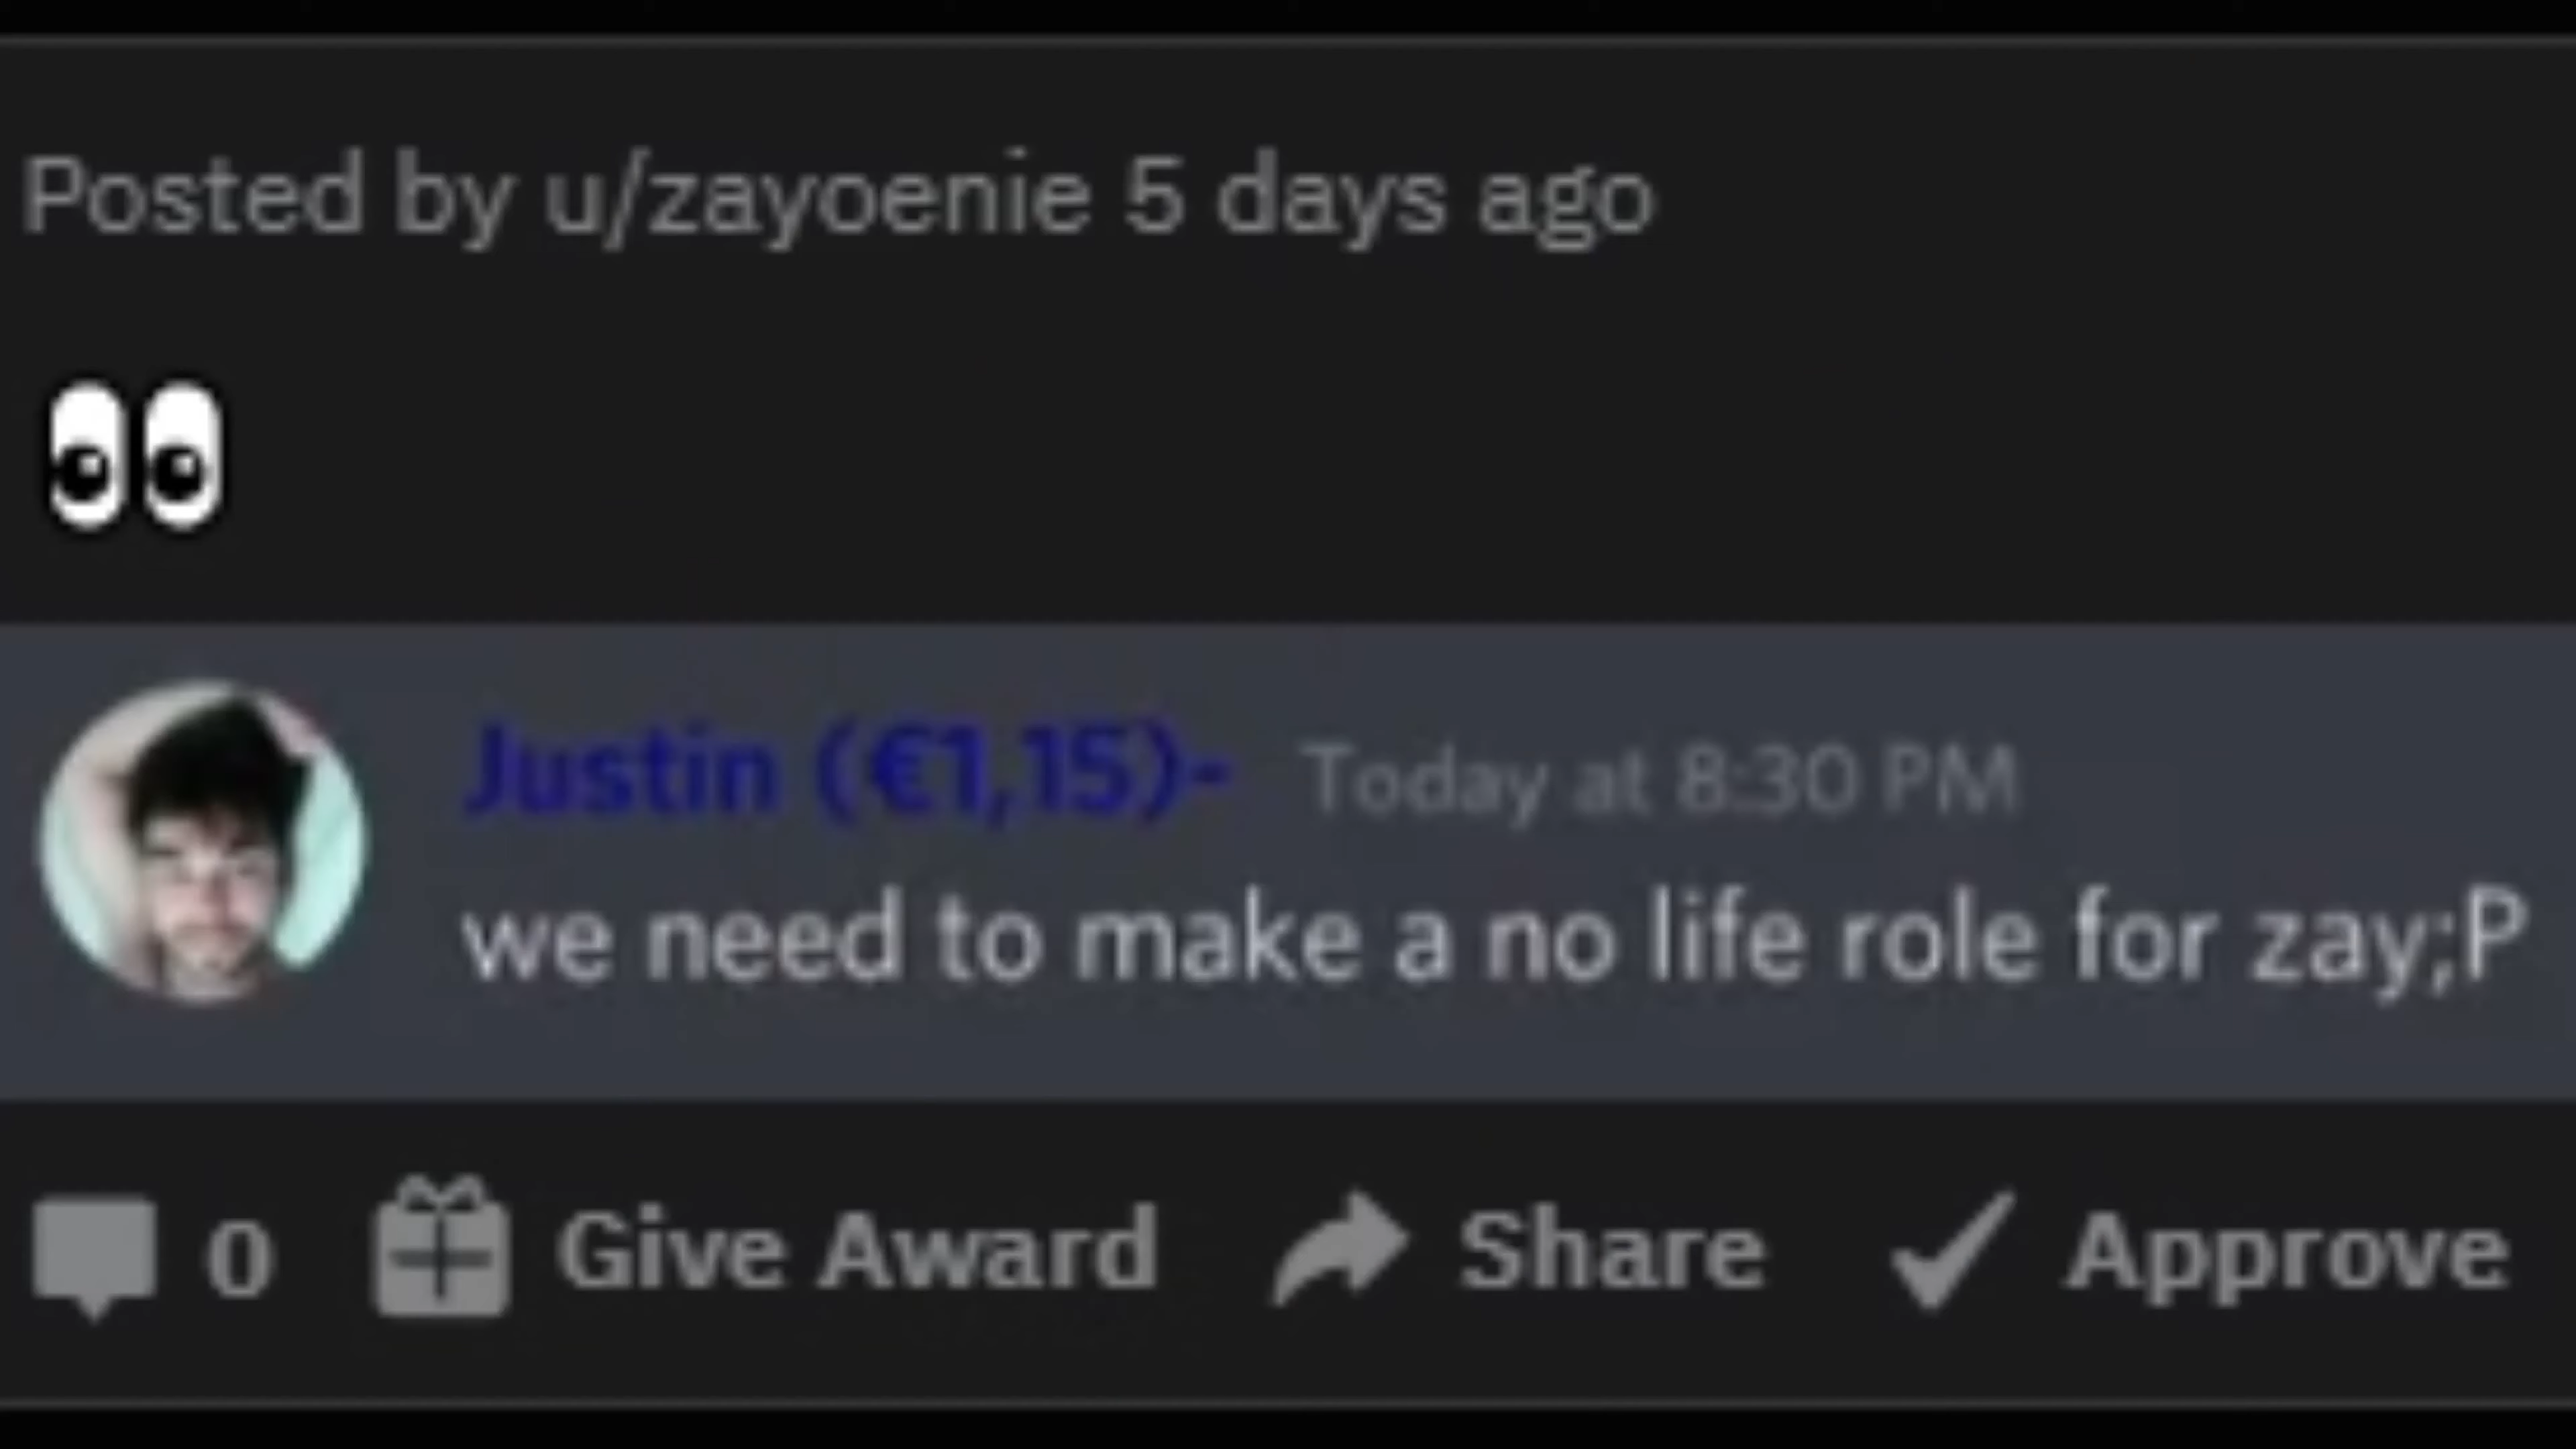 Posted by u/zayoenie 5 days ago
👀
Justin (€1,15)- Today at 8:30 PM
we need to make a no life role for zay;P
0 Give Award Share Approve